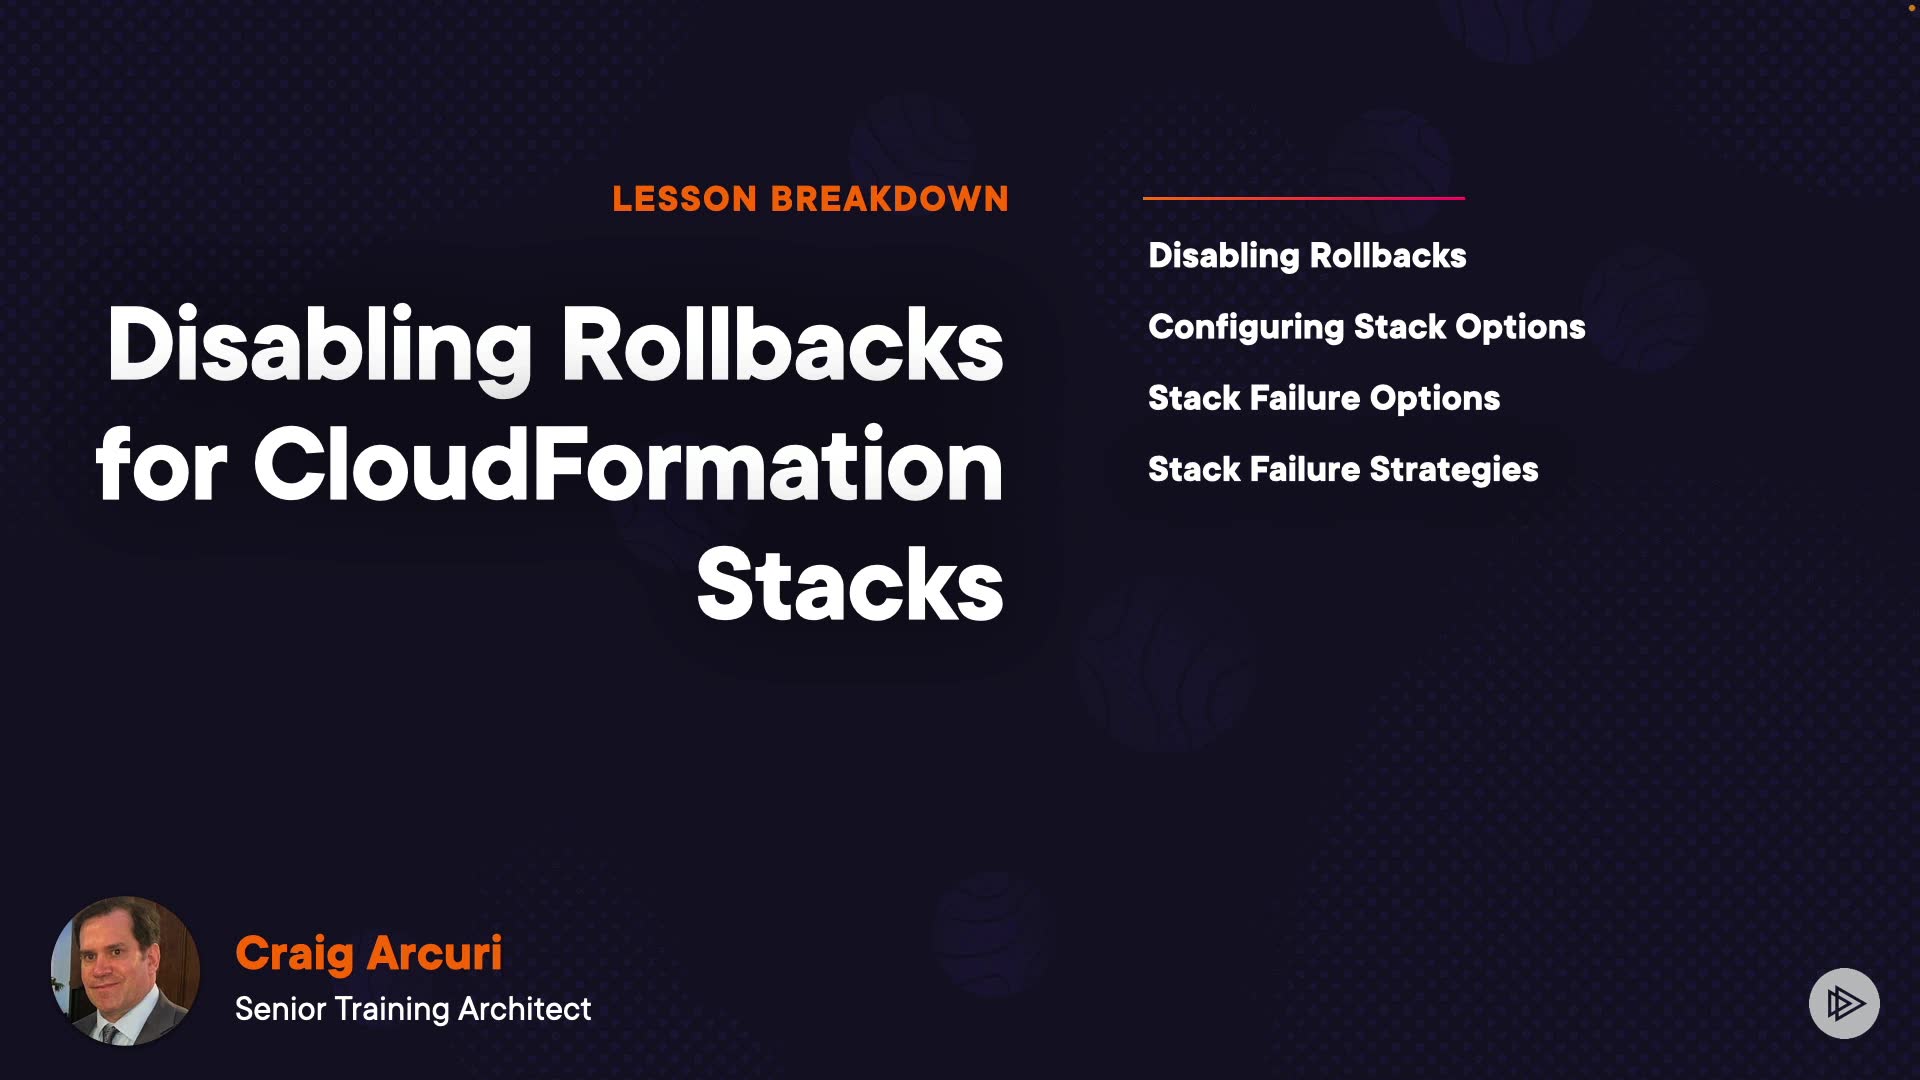 LESSON BREAKDOWN
Disabling Rollbacks
for CloudFormation
Stacks
Disabling Rollbacks
Configuring Stack Options
Stack Failure Options
Stack Failure Strategies
Craig Arcuri
Senior Training Architect